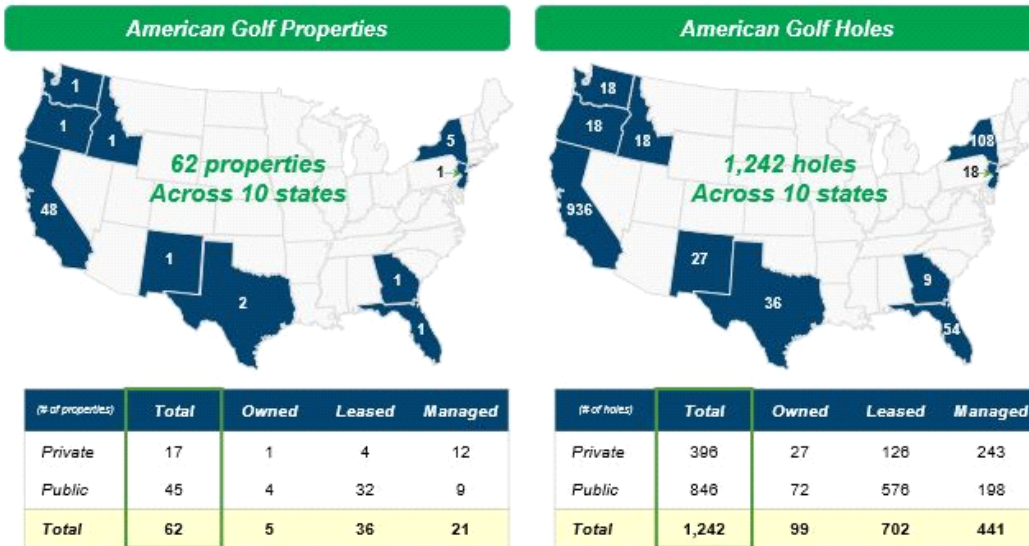 American Golf Properties
1
1
1
5
62 properties
Across 10 states
1
48
1
2
1
1
(# of properties) Total Owned Leased Managed
Private 17 1 4 12
Public 45 4 32 9
Total 62 5 36 21
American Golf Holes
18
18
18
108
1,242 holes
Across 10 states
18
936
27
36
9
54
(# of holes) Total Owned Leased Managed
Private 396 27 126 243
Public 846 72 576 198
Total 1,242 99 702 441